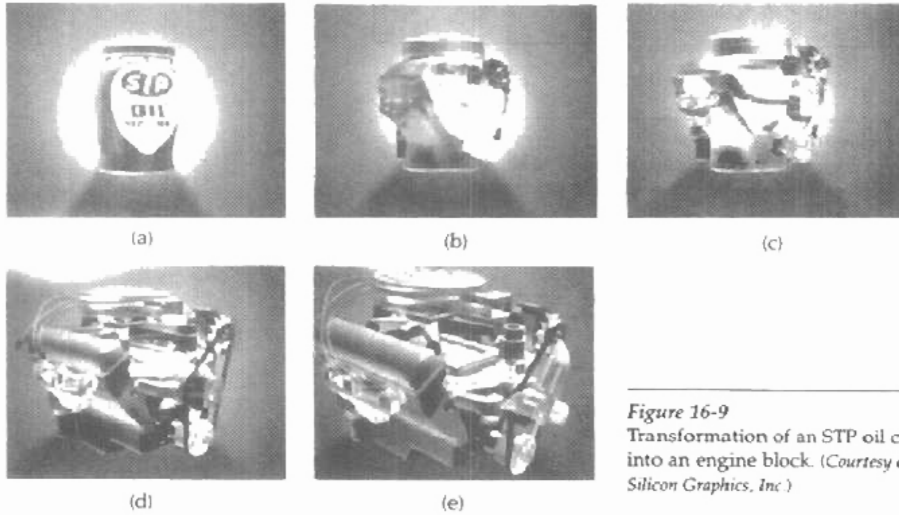 STP
OIL
(a)
(b)
(c)
(d)
(e)
Figure 16-9
Transformation of an STP oil c
into an engine block. (Courtesy
Silicon Graphics, Inc.)